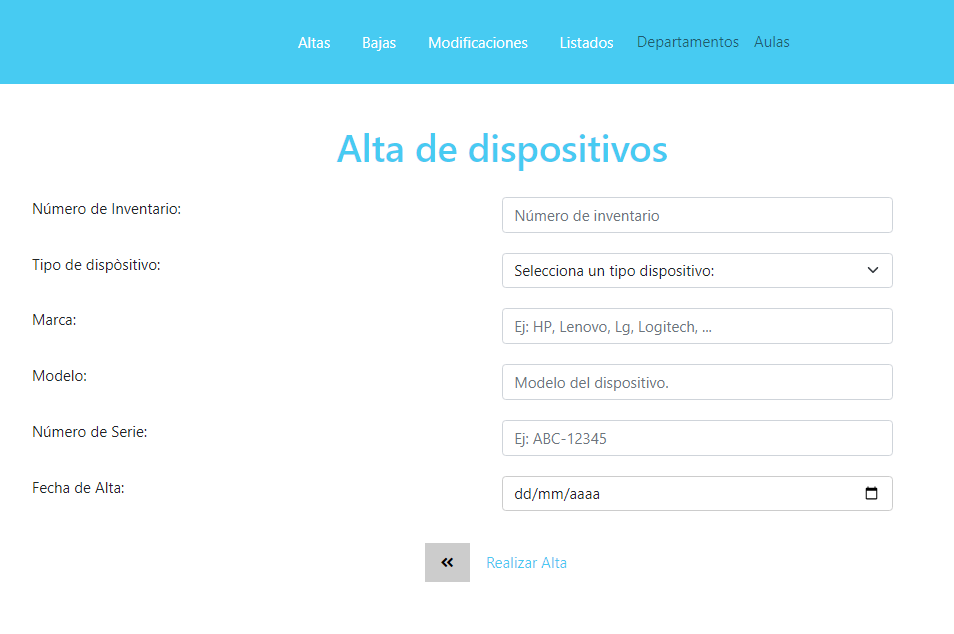 Altas Bajas Modificaciones Listados Departamentos Aulas
Alta de dispositivos
Número de Inventario: Número de inventario
Tipo de dispòsitivo: Selecciona un tipo dispositivo:
Marca: Ej: HP, Lenovo, Lg, Logitech, ...
Modelo: Modelo del dispositivo.
Número de Serie: Ej: ABC-12345
Fecha de Alta: dd/mm/aaaa
Realizar Alta